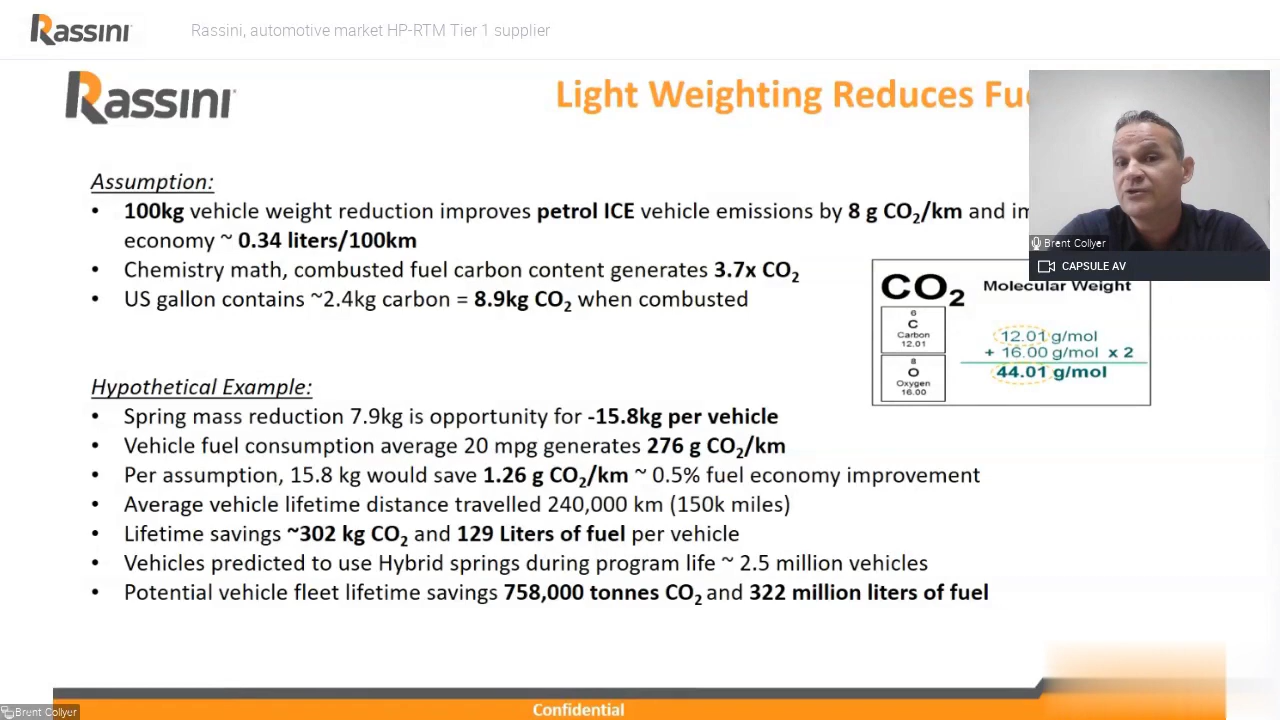 Rassini
Rassini, automotive market HP-RTM Tier 1 supplier
Rassini
Light Weighting Reduces
Assumption:
• 100kg vehicle weight reduction improves petrol ICE vehicle emissions by 8 g CO₂/km and
economy ~ 0.34 liters/100km
• Chemistry math, combusted fuel carbon content generates 3.7x CO₂
• US gallon contains ~2.4kg carbon = 8.9kg CO₂ when combusted
Brent Collyer
CAPSULE AV
CO₂
Molecular Weight
6
C
Carbon
12.01
8
O
Oxygen
16.00
12.01 g/mol
+ 16.00 g/mol x 2
44.01 g/mol
Hypothetical Example:
• Spring mass reduction 7.9kg is opportunity for -15.8kg per vehicle
• Vehicle fuel consumption average 20 mpg generates 276 g CO₂/km
• Per assumption, 15.8 kg would save 1.26 g CO₂/km ~ 0.5% fuel economy improvement
• Average vehicle lifetime distance travelled 240,000 km (150k miles)
• Lifetime savings ~302 kg CO₂ and 129 Liters of fuel per vehicle
• Vehicles predicted to use Hybrid springs during program life ~ 2.5 million vehicles
• Potential vehicle fleet lifetime savings 758,000 tonnes CO₂ and 322 million liters of fuel
Confidential
Brent Collyer